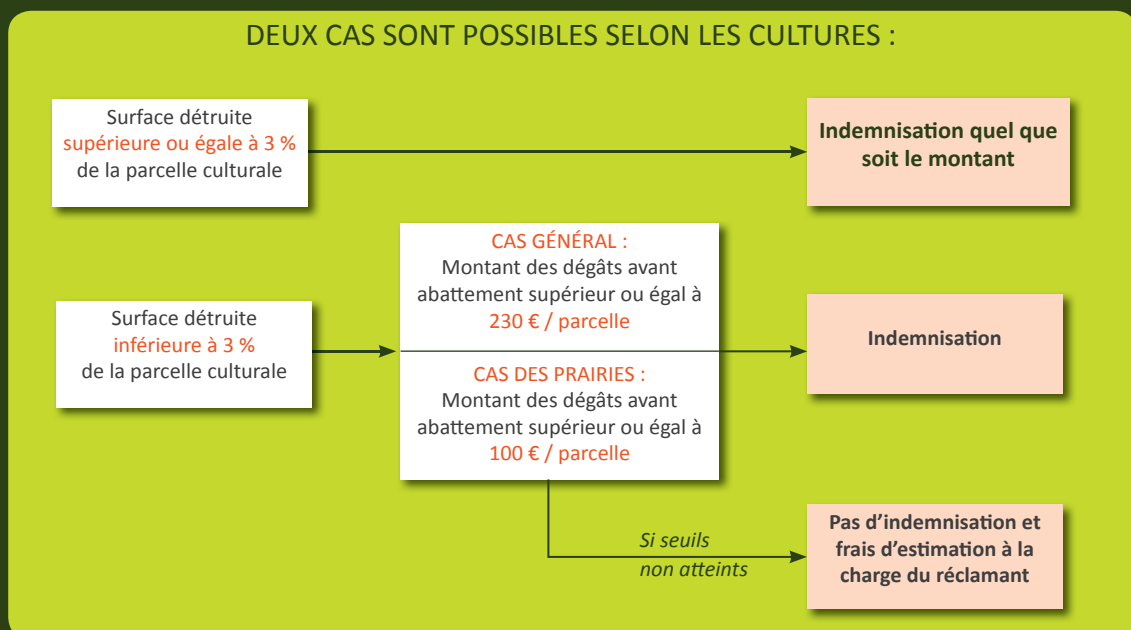 DEUX CAS SONT POSSIBLES SELON LES CULTURES :
Surface détruite
supérieure ou égale à 3 %
de la parcelle culturale
Indemnisation quel que
soit le montant
Surface détruite
inférieure à 3 %
de la parcelle culturale
CAS GÉNÉRAL :
Montant des dégâts avant
abattement supérieur ou égal à
230 € / parcelle
CAS DES PRAIRIES :
Montant des dégâts avant
abattement supérieur ou égal à
100 € / parcelle
Indemnisation
Si seuils
non atteints
Pas d'indemnisation et
frais d'estimation à la
charge du réclamant